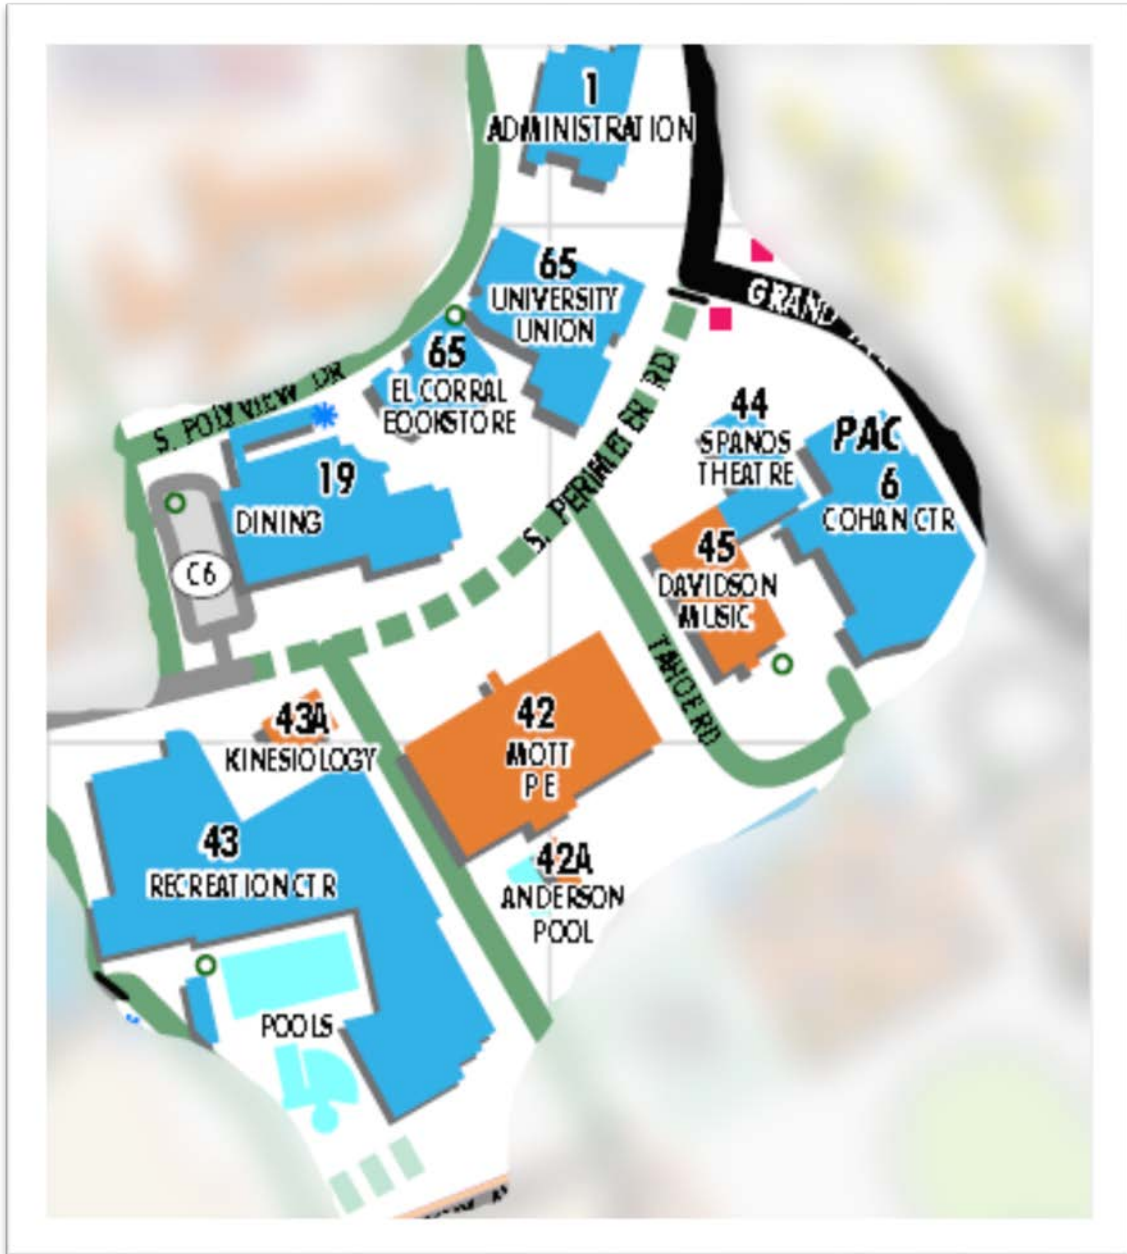 1
ADMINISTRATION
65
UNIVERSITY
UNION
GRAND
65
EL CORRAL
EOOKSTORE
S. POLY VIEW DR
S. PERIMETER RD
44
SPANOS
THEATRE
PAC
6
COHAN CTR
19
DINING
C6
45
DAVIDSON
MUSIC
TAHOE RD
43A
KINESIOLOGY
42
MOTT
PE
43
RECREATION CTR
42A
ANDERSON
POOL
POOLS